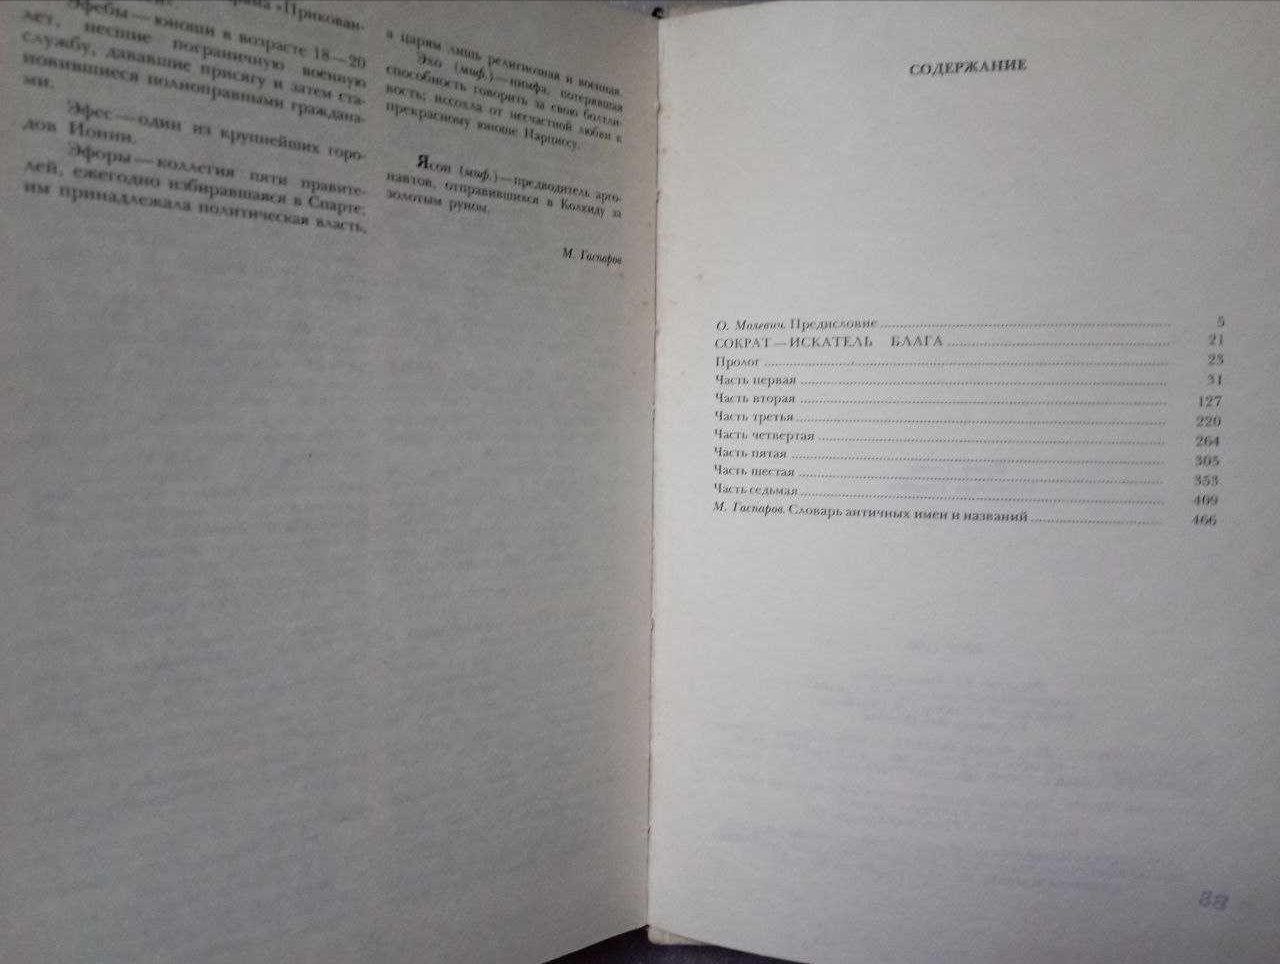 «Прикован-
Эфебы—юноши в возрасте 18—20
лет, несшие пограничную военную
службу, дававшие присягу и затем ста-
новившиеся полноправными граждана-
ми.
Эфес—один из крупнейших горо-
дов Ионии.
Эфоры—коллегия пяти правите-
лей, ежегодно избиравшаяся в Спарте;
им принадлежала политическая власть,
а царям лишь религиозная и военная.
Эхо (миф.)—нимфа, потерявшая
способность говорить за свою болтли-
вость; иссохла от несчастной любви к
прекрасному юноше Нарциссу.
Ясон (миф.)—предводитель арго-
навтов, отправившихся в Колхиду за
золотым руном.
М. Гаспаров
СОДЕРЖАНИЕ
О. Малевич. Предисловие 5
СОКРАТ—ИСКАТЕЛЬ БЛАГА 21
Пролог 23
Часть первая 31
Часть вторая 127
Часть третья 220
Часть четвертая 264
Часть пятая 305
Часть шестая 353
Часть седьмая 409
М. Гаспаров. Словарь античных имен и названий 466